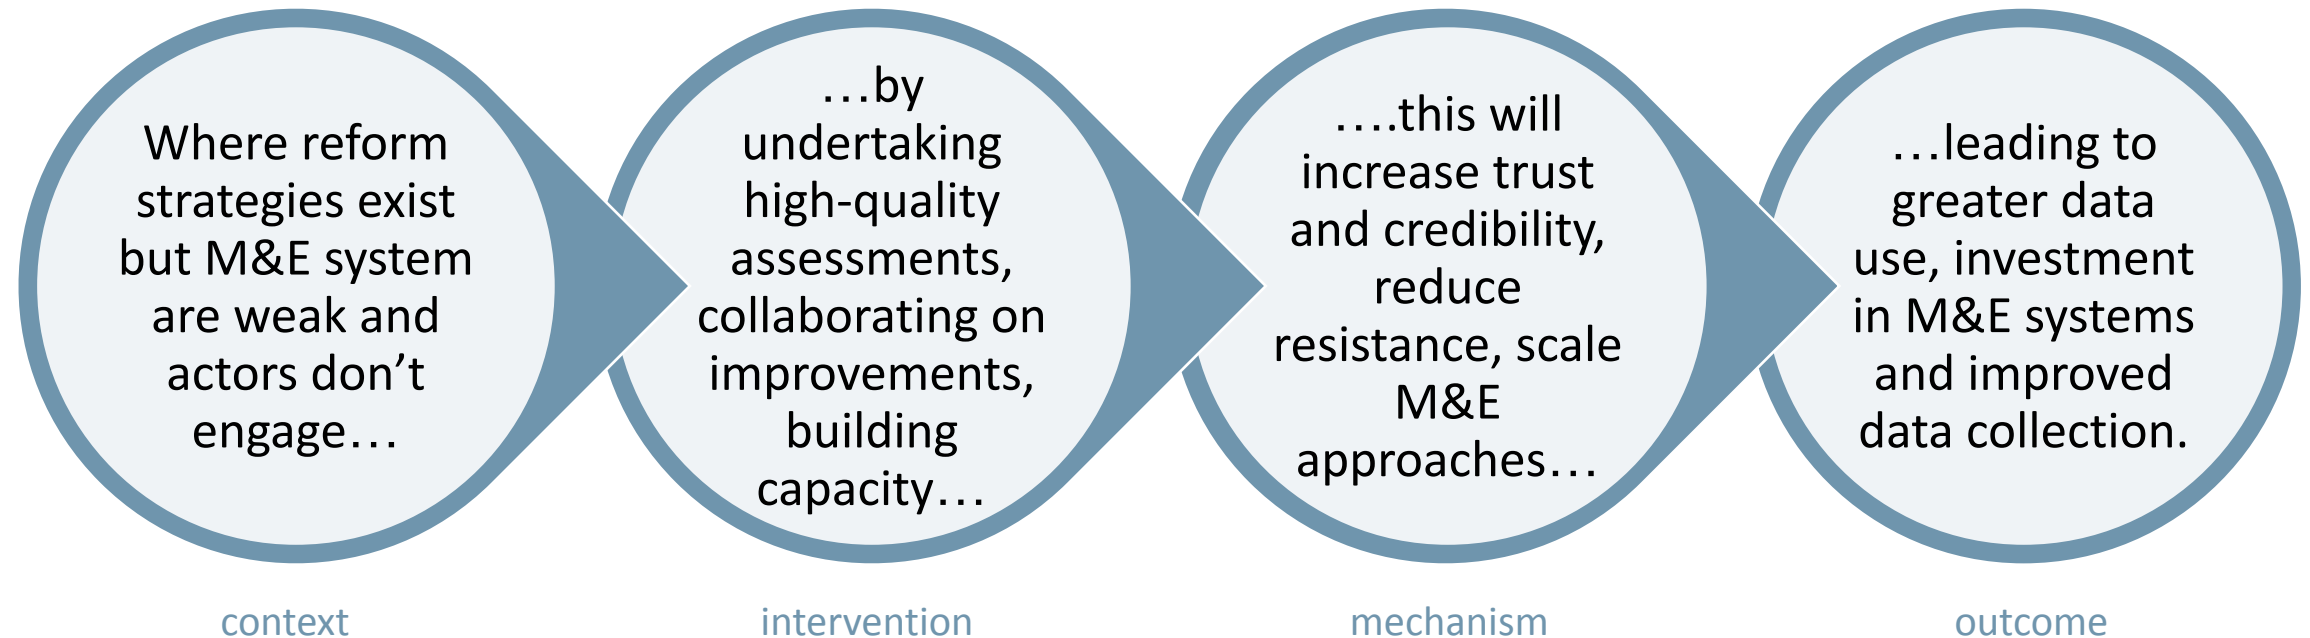 Where reform
strategies exist
but M&E system
are weak and
actors don’t
engage…
…by
undertaking
high-quality
assessments,
collaborating on
improvements,
building
capacity…
….this will
increase trust
and credibility,
reduce
resistance, scale
M&E
approaches…
…leading to
greater data
use, investment
in M&E systems
and improved
data collection.
context
intervention
mechanism
outcome